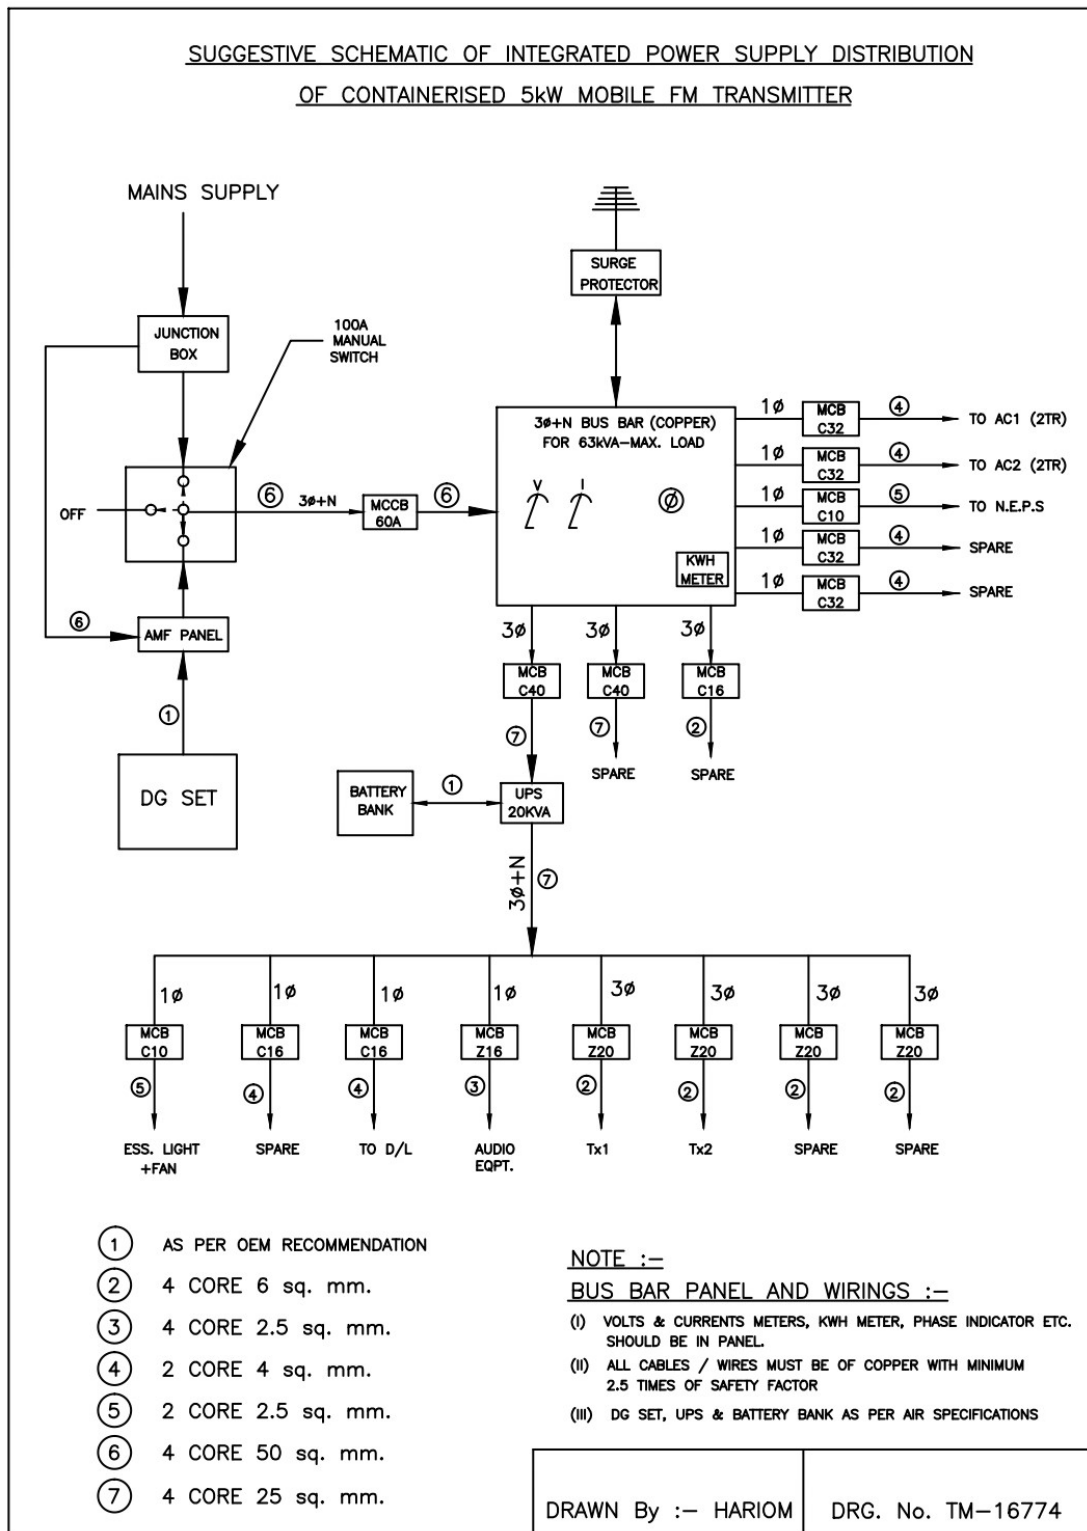 SUGGESTIVE SCHEMATIC OF INTEGRATED POWER SUPPLY DISTRIBUTION
OF CONTAINERISED 5kW MOBILE FM TRANSMITTER
MAINS SUPPLY
SURGE
PROTECTOR
JUNCTION
BOX
100A
MANUAL
SWITCH
OFF
6
3ø+N
MCCB
60A
6
3ø+N BUS BAR (COPPER)
FOR 63kVA-MAX. LOAD
V
I
Ø
KWH
METER
1ø
MCB
C32
4
TO AC1 (2TR)
1ø
MCB
C32
4
TO AC2 (2TR)
1ø
MCB
C10
5
TO N.E.P.S
1ø
MCB
C32
4
SPARE
1ø
MCB
C32
4
SPARE
6
AMF PANEL
1
DG SET
3ø
MCB
C40
7
3ø
MCB
C40
7
SPARE
3ø
MCB
C16
2
SPARE
BATTERY
BANK
1
UPS
20KVA
3ø+N
7
1ø
MCB
C10
5
ESS. LIGHT
+FAN
1ø
MCB
C16
4
SPARE
1ø
MCB
C16
4
TO D/L
1ø
MCB
Z16
3
AUDIO
EQPT.
3ø
MCB
Z20
2
Tx1
3ø
MCB
Z20
2
Tx2
3ø
MCB
Z20
2
SPARE
3ø
MCB
Z20
2
SPARE
1 AS PER OEM RECOMMENDATION
2 4 CORE 6 sq. mm.
3 4 CORE 2.5 sq. mm.
4 2 CORE 4 sq. mm.
5 2 CORE 2.5 sq. mm.
6 4 CORE 50 sq. mm.
7 4 CORE 25 sq. mm.
NOTE :-
BUS BAR PANEL AND WIRINGS :-
(I) VOLTS & CURRENTS METERS, KWH METER, PHASE INDICATOR ETC.
SHOULD BE IN PANEL.
(II) ALL CABLES / WIRES MUST BE OF COPPER WITH MINIMUM
2.5 TIMES OF SAFETY FACTOR
(III) DG SET, UPS & BATTERY BANK AS PER AIR SPECIFICATIONS
DRAWN By :- HARIOM
DRG. No. TM-16774